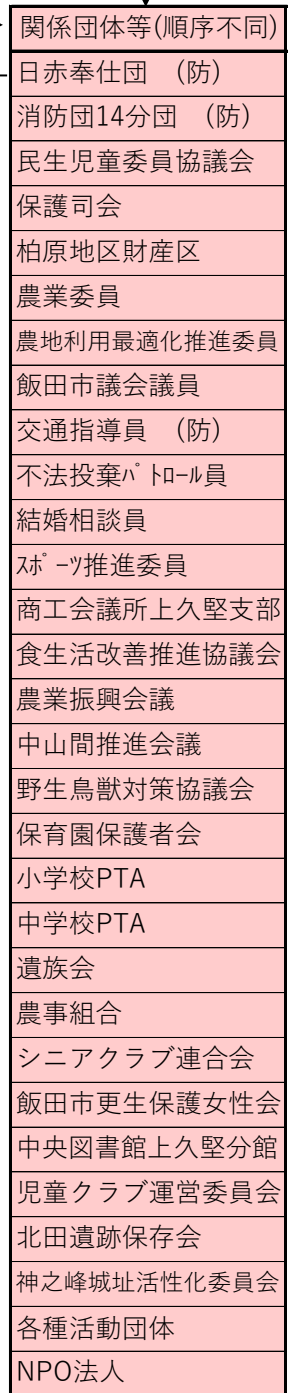 関係団体等(順序不同)
日赤奉仕団　(防)
消防団14分団　(防)
民生児童委員協議会
保護司会
柏原地区財産区
農業委員
農地利用最適化推進委員
飯田市議会議員
交通指導員　(防)
不法投棄ﾊﾟﾄﾛｰﾙ員
結婚相談員
ｽﾎﾟｰﾂ推進委員
商工会議所上久堅支部
食生活改善推進協議会
農業振興会議
中山間推進会議
野生鳥獣対策協議会
保育園保護者会
小学校PTA
中学校PTA
遺族会
農事組合
シニアクラブ連合会
飯田市更生保護女性会
中央図書館上久堅分館
児童クラブ運営委員会
北田遺跡保存会
神之峰城址活性化委員会
各種活動団体
NPO法人